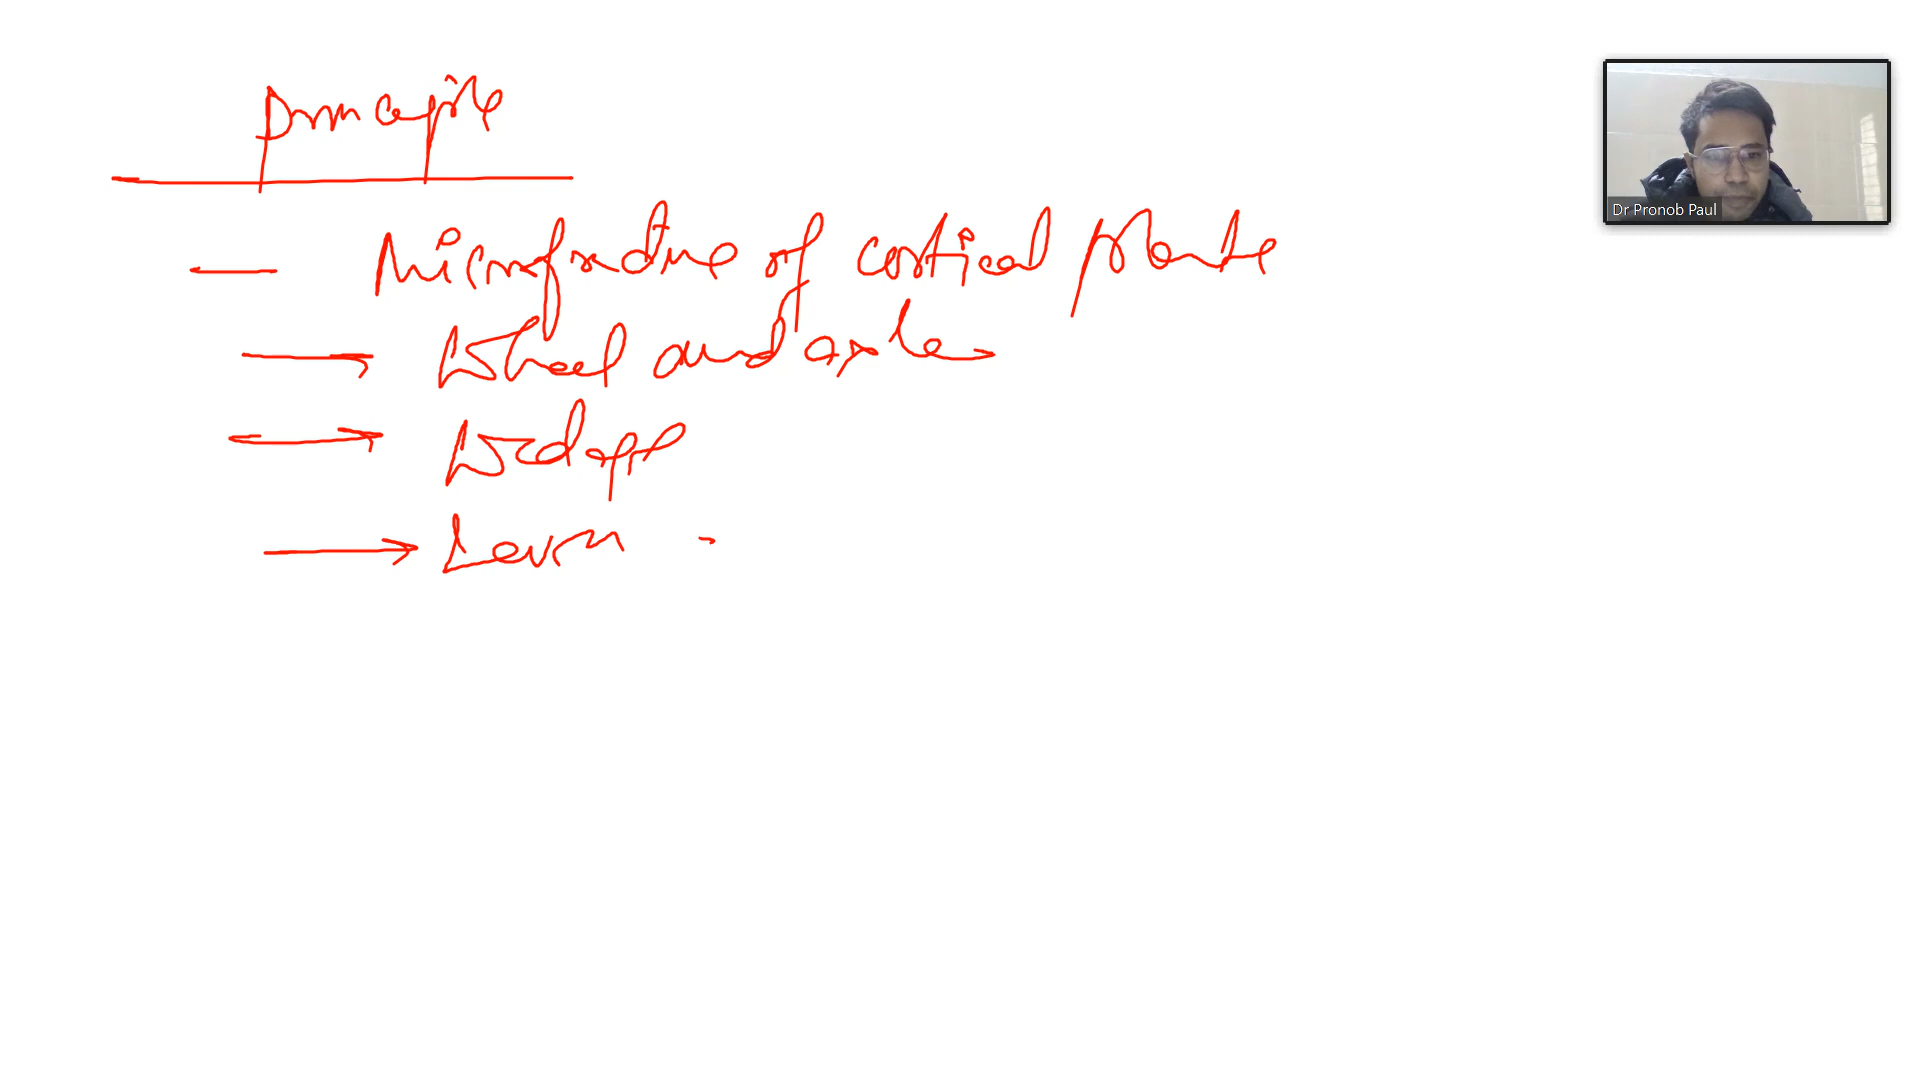 Principle
Dr Pronob Paul
— Microfracture of cortical plate
→ Wheel and axle
→ Wedge
→ Lever